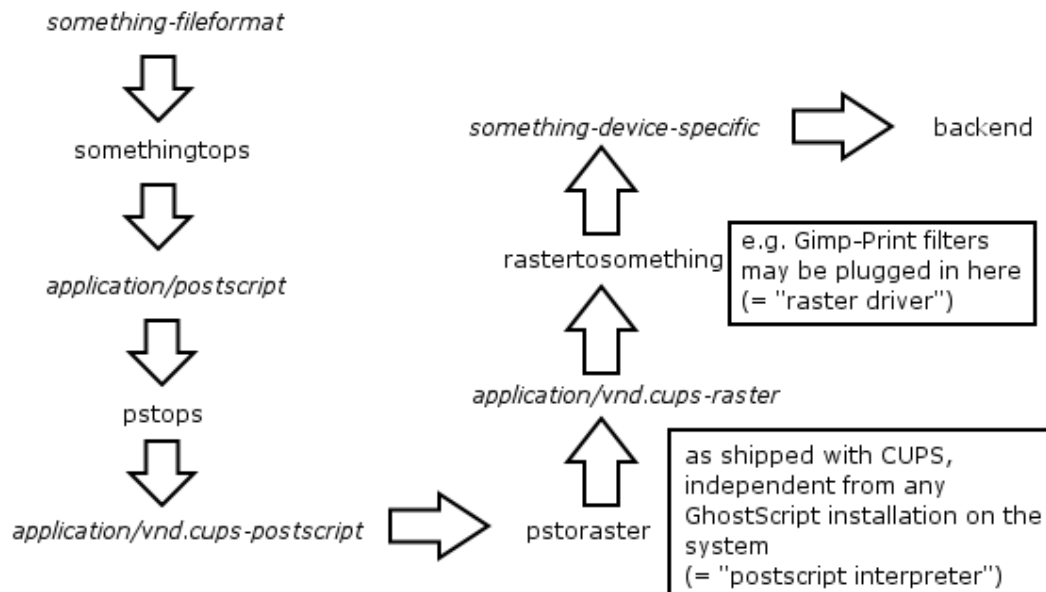 something-fileformat
somethingtops
application/postscript
pstops
application/vnd.cups-postscript
pstoraster
as shipped with CUPS,
independent from any
GhostScript installation on the
system
(= "postscript interpreter")
application/vnd.cups-raster
rastertosomething
e.g. Gimp-Print filters
may be plugged in here
(= "raster driver")
something-device-specific
backend